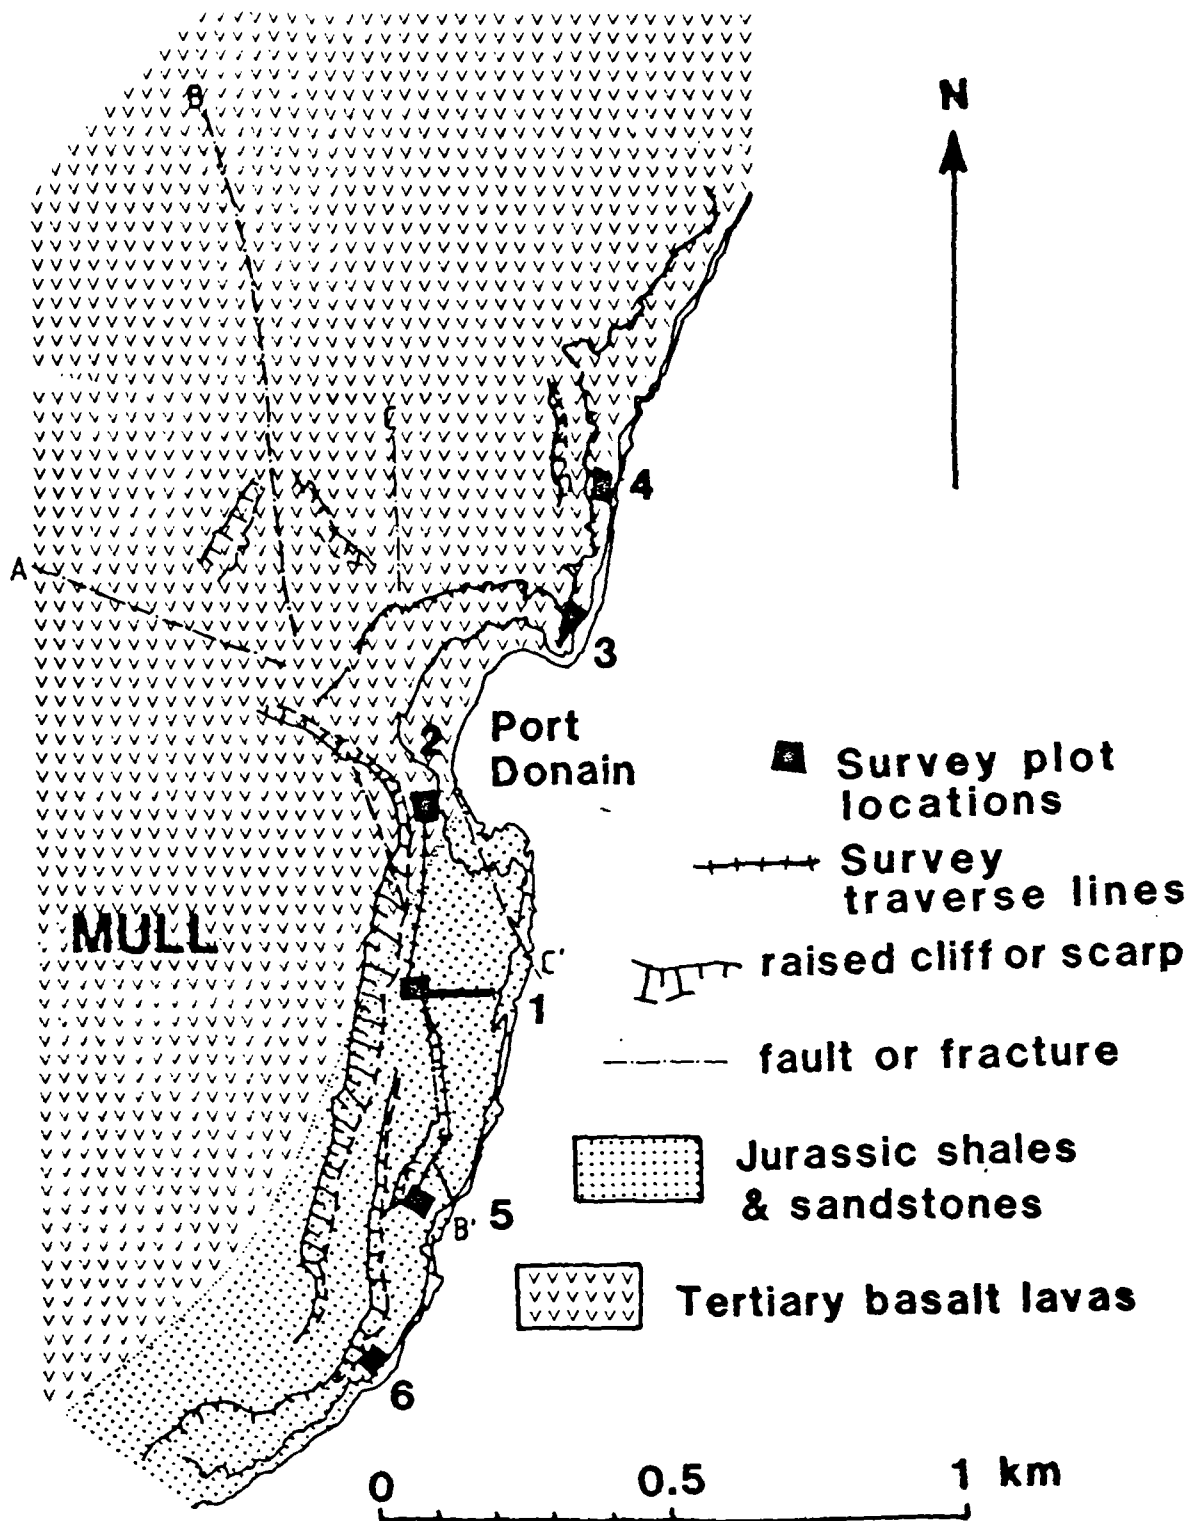 N
B
C
A
4
3
2
Port
Donain
Survey plot
locations
Survey
traverse lines
MULL
C'
raised cliff or scarp
1
fault or fracture
Jurassic shales
& sandstones
5
B'
Tertiary basalt lavas
6
0 0.5 1 km